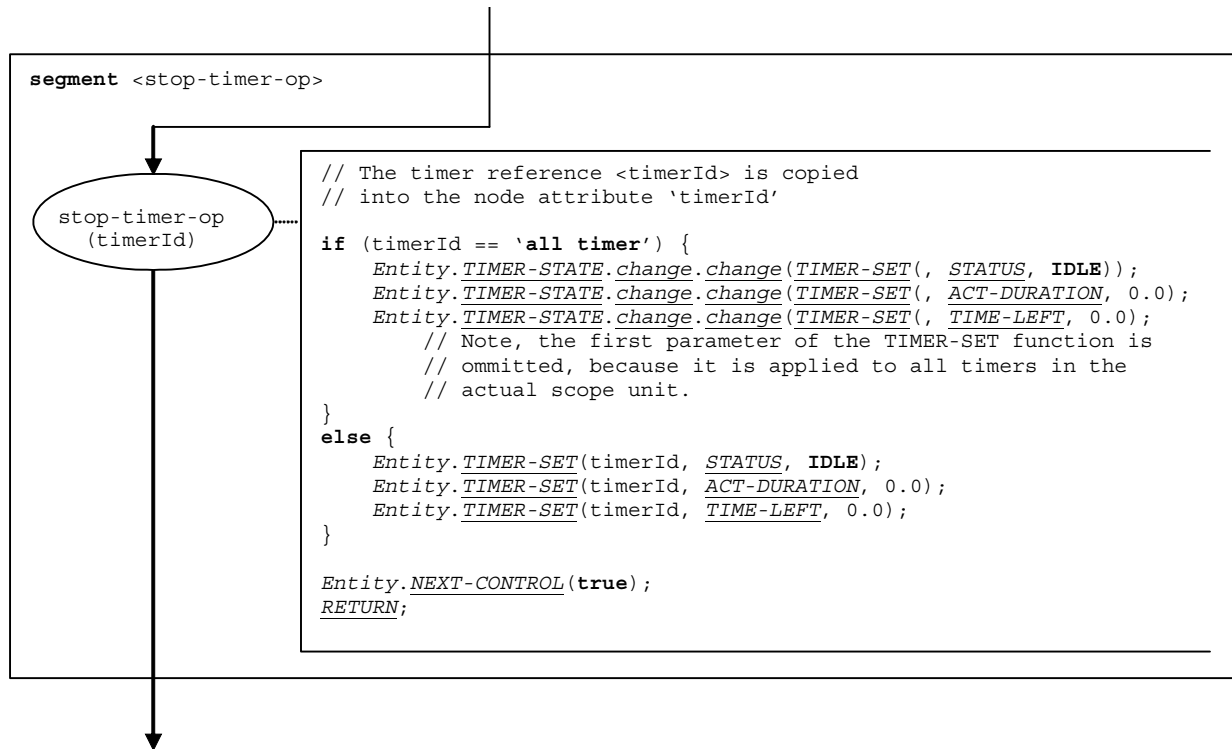 segment <stop-timer-op>
stop-timer-op
(timerId)
// The timer reference <timerId> is copied
// into the node attribute ‘timerId’
if (timerId == ‘all timer’) {
Entity.TIMER-STATE.change.change(TIMER-SET(, STATUS, IDLE));
Entity.TIMER-STATE.change.change(TIMER-SET(, ACT-DURATION, 0.0);
Entity.TIMER-STATE.change.change(TIMER-SET(, TIME-LEFT, 0.0);
// Note, the first parameter of the TIMER-SET function is
// ommitted, because it is applied to all timers in the
// actual scope unit.
}
else {
Entity.TIMER-SET(timerId, STATUS, IDLE);
Entity.TIMER-SET(timerId, ACT-DURATION, 0.0);
Entity.TIMER-SET(timerId, TIME-LEFT, 0.0);
}
Entity.NEXT-CONTROL(true);
RETURN;